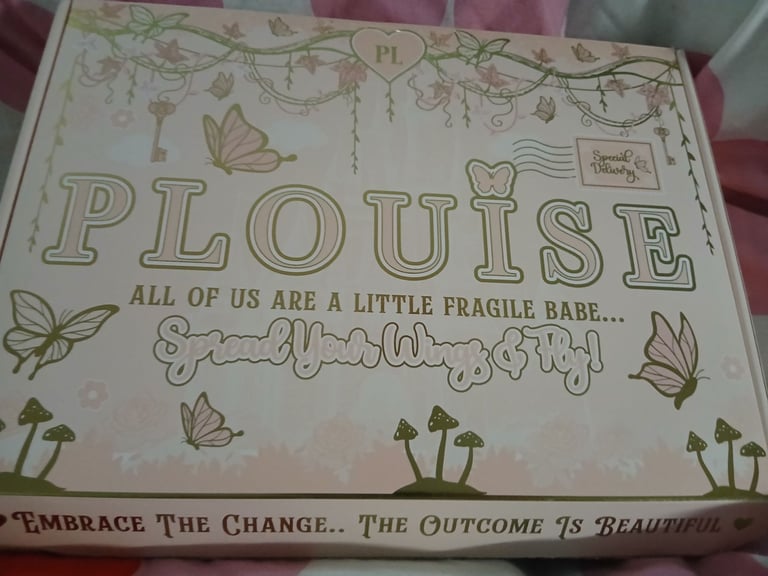 PL
Special
Delivery
PLOUISE
ALL OF US ARE A LITTLE FRAGILE BABE...
Spread Your Wings & Fly!
EMBRACE THE CHANGE.. THE OUTCOME IS BEAUTIFUL